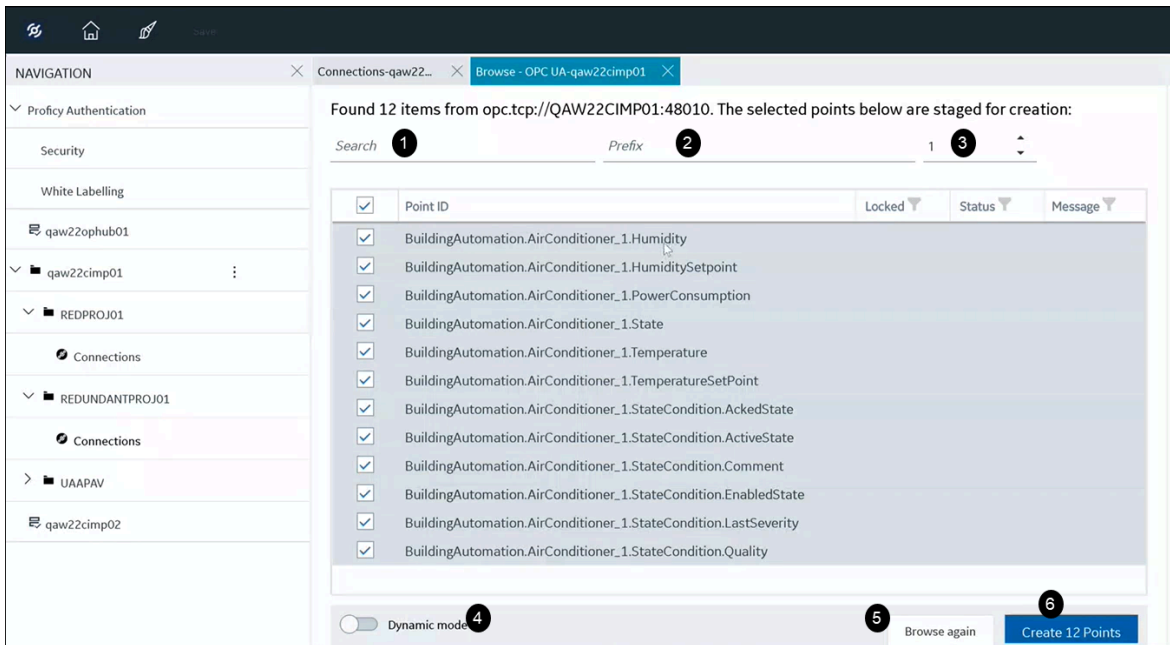 Save
NAVIGATION
Connections-qaw22...
Browse - OPC UA-qaw22cimp01
Proficy Authentication
Security
White Labelling
qaw22ophub01
qaw22cimp01
REDPROJ01
Connections
REDUNDANTPROJ01
Connections
UAAPAV
qaw22cimp02
Found 12 items from opc.tcp://QAW22CIMP01:48010. The selected points below are staged for creation:
Search 1 Prefix 2 1 3
Point ID Locked Status Message
BuildingAutomation.AirConditioner_1.Humidity
BuildingAutomation.AirConditioner_1.HumiditySetpoint
BuildingAutomation.AirConditioner_1.PowerConsumption
BuildingAutomation.AirConditioner_1.State
BuildingAutomation.AirConditioner_1.Temperature
BuildingAutomation.AirConditioner_1.TemperatureSetPoint
BuildingAutomation.AirConditioner_1.StateCondition.AckedState
BuildingAutomation.AirConditioner_1.StateCondition.ActiveState
BuildingAutomation.AirConditioner_1.StateCondition.Comment
BuildingAutomation.AirConditioner_1.StateCondition.EnabledState
BuildingAutomation.AirConditioner_1.StateCondition.LastSeverity
BuildingAutomation.AirConditioner_1.StateCondition.Quality
Dynamic mode 4
5 Browse again
6
Create 12 Points